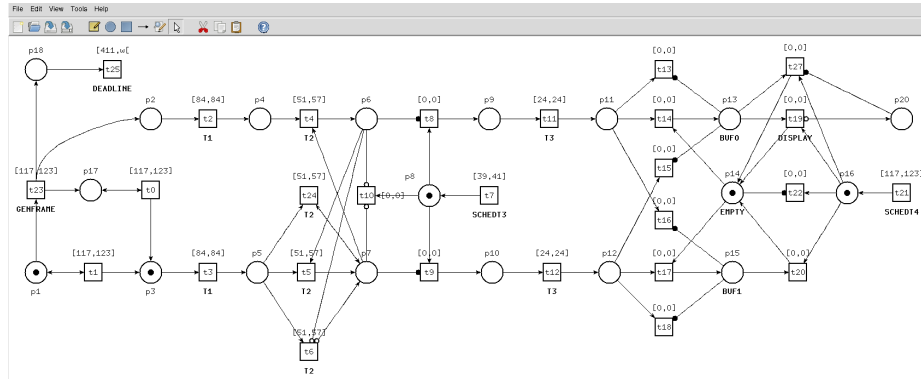 File Edit View Tools Help
p18
[411,w[
t25
DEADLINE
p2
[84,84]
t2
T1
p4
[51,57]
t4
T2
p6
[0,0]
t8
p9
[24,24]
t11
T3
p11
[0,0]
t13
[0,0]
t14
p13
BUF0
t27
[0,0]
[0,0]
t19
DISPLAY
p20
[117,123]
t23
GENFRAME
p17
[117,123]
t0
[51,57]
t24
T2
t10
[0,0]
p8
[39,41]
t7
SCHEDT3
[0,0]
t15
t16
[0,0]
p14
EMPTY
[0,0]
t22
p16
[117,123]
t21
SCHEDT4
p1
[117,123]
t1
p3
[84,84]
t3
T1
p5
[51,57]
t5
T2
p7
[0,0]
t9
p10
[24,24]
t12
T3
p12
[0,0]
t17
p15
BUF1
[0,0]
t20
[0,0]
t18
[51,57]
t6
T2